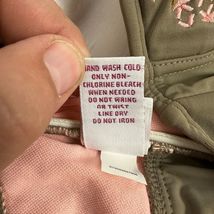 HAND WASH COLD
ONLY NON-
CHLORINE BLEACH
WHEN NEEDED
DO NOT WRING
OR TWIST
LINE DRY
DO NOT IRON